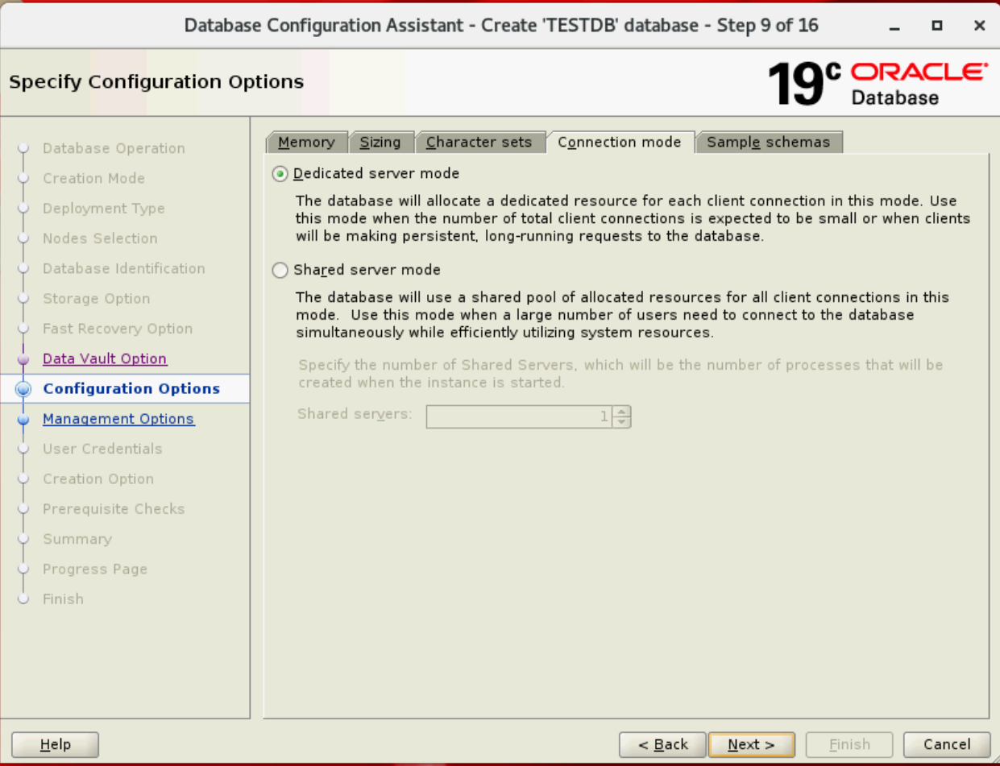 Database Configuration Assistant - Create 'TESTDB' database - Step 9 of 16
Specify Configuration Options
19c ORACLE
Database
Database Operation
Creation Mode
Deployment Type
Nodes Selection
Database Identification
Storage Option
Fast Recovery Option
Data Vault Option
Configuration Options
Management Options
User Credentials
Creation Option
Prerequisite Checks
Summary
Progress Page
Finish
Memory Sizing Character sets Connection mode Sample schemas
Dedicated server mode
The database will allocate a dedicated resource for each client connection in this mode. Use
this mode when the number of total client connections is expected to be small or when clients
will be making persistent, long-running requests to the database.
Shared server mode
The database will use a shared pool of allocated resources for all client connections in this
mode.  Use this mode when a large number of users need to connect to the database
simultaneously while efficiently utilizing system resources.
Specify the number of Shared Servers, which will be the number of processes that will be
created when the instance is started.
Shared servers: 1
Help < Back Next > Finish Cancel